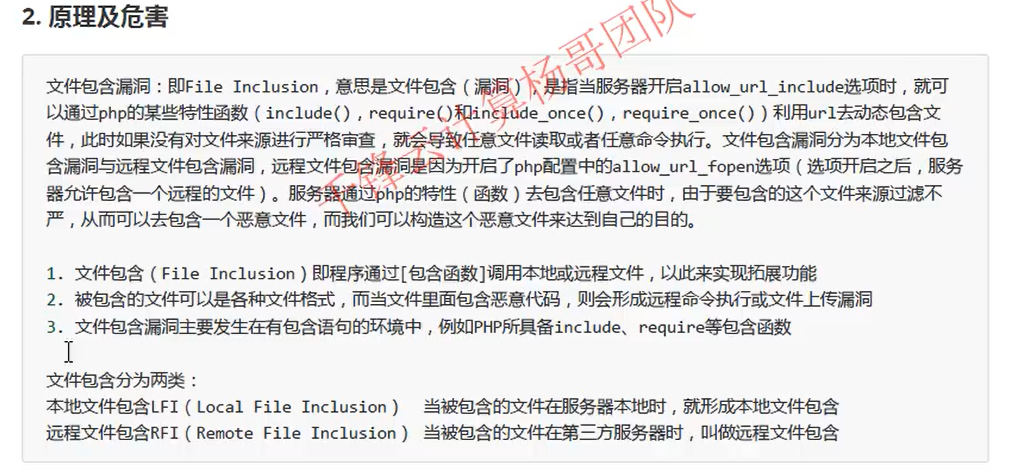 2. 原理及危害
文件包含漏洞：即File Inclusion，意思是文件包含（漏洞），是指当服务器开启allow_url_include选项时，就可
以通过php的某些特性函数（include()，require()和include_once()，require_once()）利用url去动态包含文
件，此时如果没有对文件来源进行严格审查，就会导致任意文件读取或者任意命令执行。文件包含漏洞分为本地文件包
含漏洞与远程文件包含漏洞，远程文件包含漏洞是因为开启了php配置中的allow_url_fopen选项（选项开启之后，服务
器允许包含一个远程的文件）。服务器通过php的特性（函数）去包含任意文件时，由于要包含的这个文件来源过滤不
严，从而可以去包含一个恶意文件，而我们可以构造这个恶意文件来达到自己的目的。
1. 文件包含（File Inclusion）即程序通过[包含函数]调用本地或远程文件，以此来实现拓展功能
2. 被包含的文件可以是各种文件格式，而当文件里面包含恶意代码，则会形成远程命令执行或文件上传漏洞
3. 文件包含漏洞主要发生在有包含语句的环境中，例如PHP所具备include、require等包含函数
文件包含分为两类：
本地文件包含LFI（Local File Inclusion） 当被包含的文件在服务器本地时，就形成本地文件包含
远程文件包含RFI（Remote File Inclusion） 当被包含的文件在第三方服务器时，叫做远程文件包含
千锋云计算杨哥团队